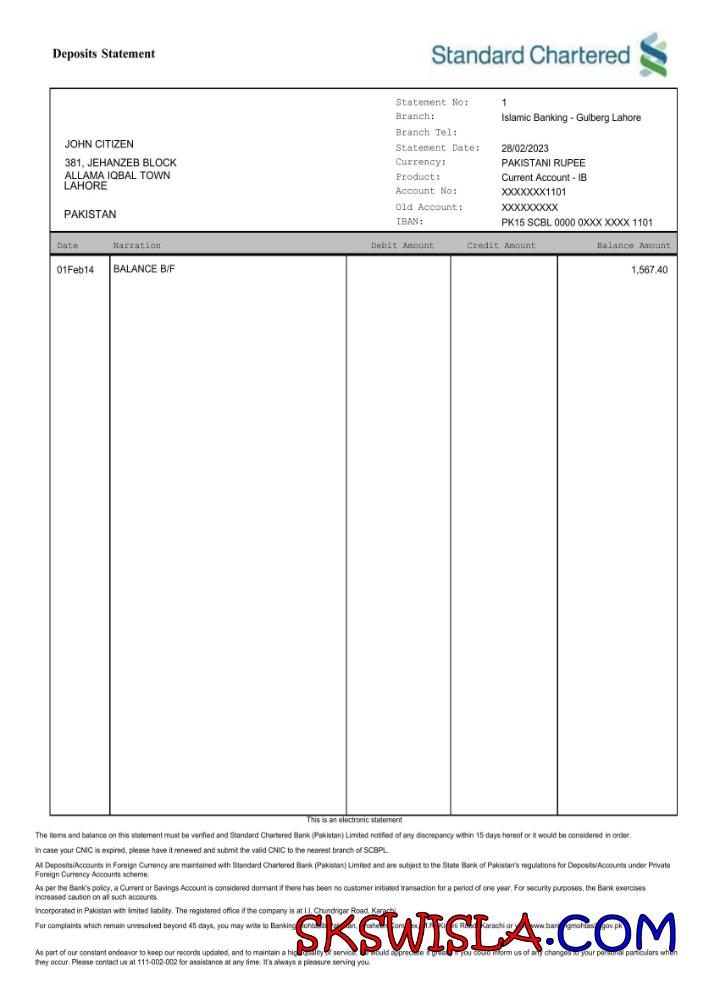 Deposits Statement
Standard Chartered
Statement No: 1
Branch: Islamic Banking - Gulberg Lahore
Branch Tel:
JOHN CITIZEN
Statement Date: 28/02/2023
381, JEHANZEB BLOCK
Currency: PAKISTANI RUPEE
ALLAMA IQBAL TOWN
Product: Current Account - IB
LAHORE
Account No: XXXXXXX1101
Old Account: XXXXXXXXX
PAKISTAN
IBAN: PK15 SCBL 0000 0XXX XXXX 1101
Date Narration Debit Amount Credit Amount Balance Amount
01Feb14 BALANCE B/F 1,567.40
This is an electronic statement
The items and balance on this statement must be verified and Standard Chartered Bank (Pakistan) Limited notified of any discrepancy within 15 days hereof or it would be considered in order.
In case your CNIC is expired, please have it renewed and submit the valid CNIC to the nearest branch of SCBPL.
All Deposits/Accounts in Foreign Currency are maintained with Standard Chartered Bank (Pakistan) Limited and are subject to the State Bank of Pakistan's regulations for Deposits/Accounts under Private
Foreign Currency Accounts scheme.
As per the Bank's policy, a Current or Savings Account is considered dormant if there has been no customer initiated transaction for a period of one year. For security purposes, the Bank exercises
increased caution on all such accounts.
Incorporated in Pakistan with limited liability. The registered office if the company is at I.I. Chundrigar Road, Karachi
For complaints which remain unresolved beyond 45 days, you may write to Banking Road, Karachi or
SKSWISLA.COM
As part of our constant endeavor to keep our records updated, and to maintain a high quality of service, would appreciate it if you could inform us of any changes to your personal particulars when
they occur. Please contact us at 111-002-002 for assistance at any time. It's always a pleasure serving you.